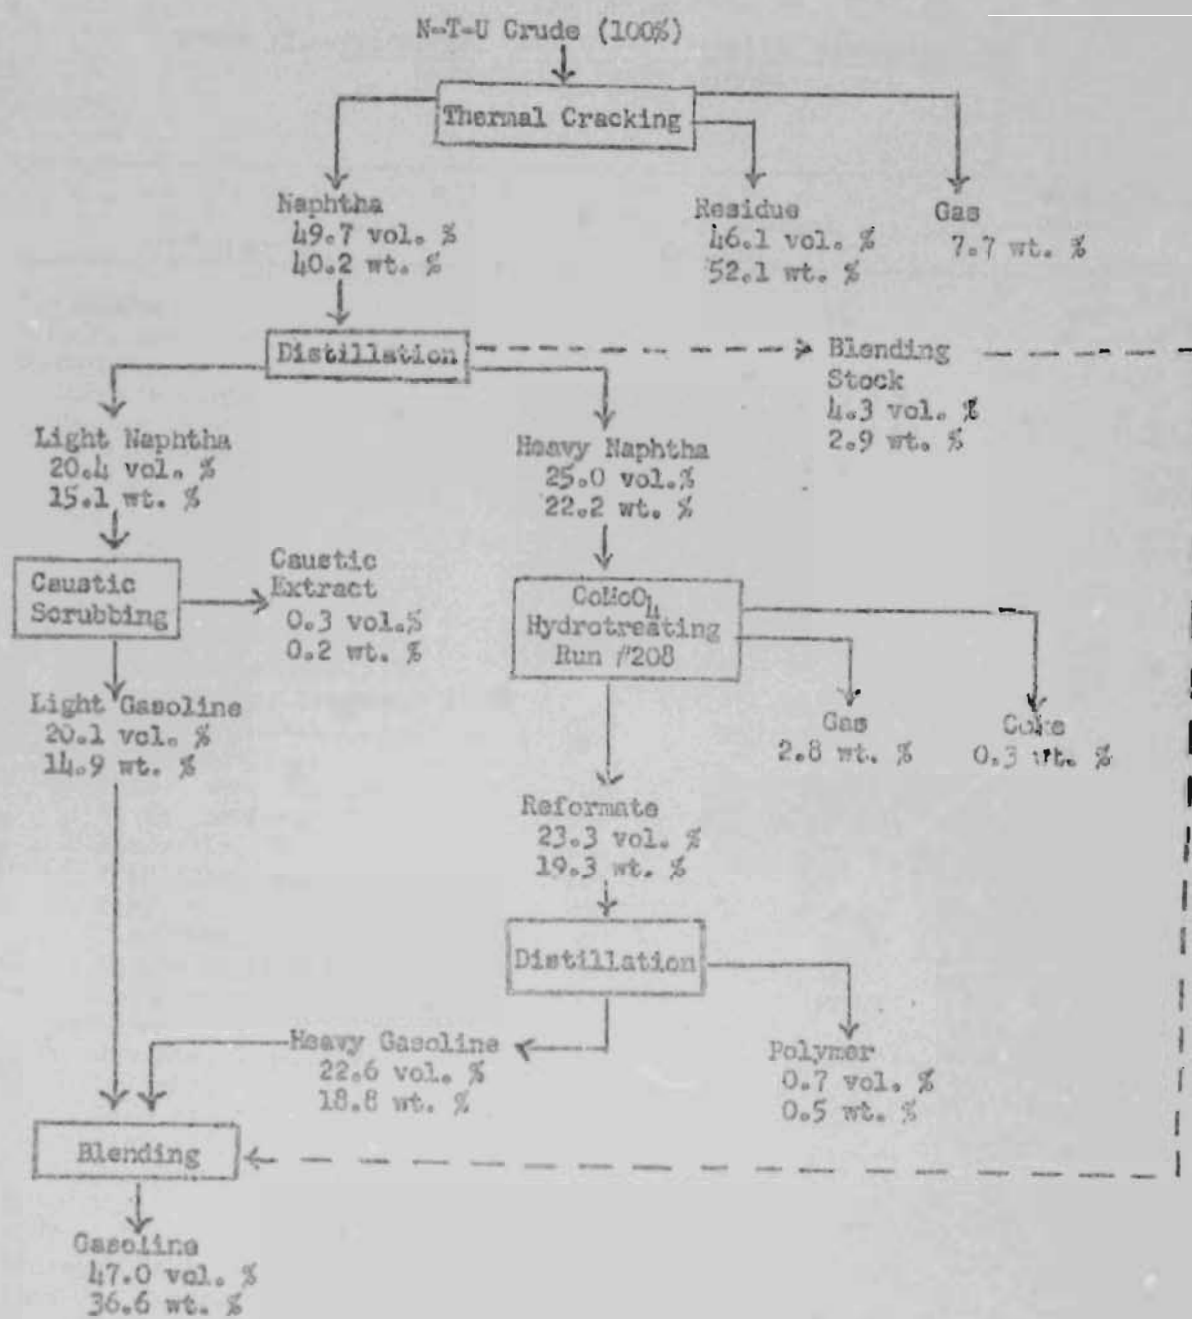 N-T-U Crude (100%)
Thermal Cracking
Naphtha
49.7 vol. %
40.2 wt. %
Residue
46.1 vol. %
52.1 wt. %
Gas
7.7 wt. %
Distillation
Blending
Stock
4.3 vol. %
2.9 wt. %
Light Naphtha
20.4 vol. %
15.1 wt. %
Heavy Naphtha
25.0 vol.%
22.2 wt. %
Caustic
Scrubbing
Caustic
Extract
0.3 vol.%
0.2 wt. %
CoMoO4
Hydrotreating
Run #208
Light Gasoline
20.1 vol. %
14.9 wt. %
Gas
2.8 wt. %
Coke
0.3 wt. %
Reformate
23.3 vol. %
19.3 wt. %
Distillation
Heavy Gasoline
22.6 vol. %
18.8 wt. %
Polymer
0.7 vol. %
0.5 wt. %
Blending
Gasoline
47.0 vol. %
36.6 wt. %